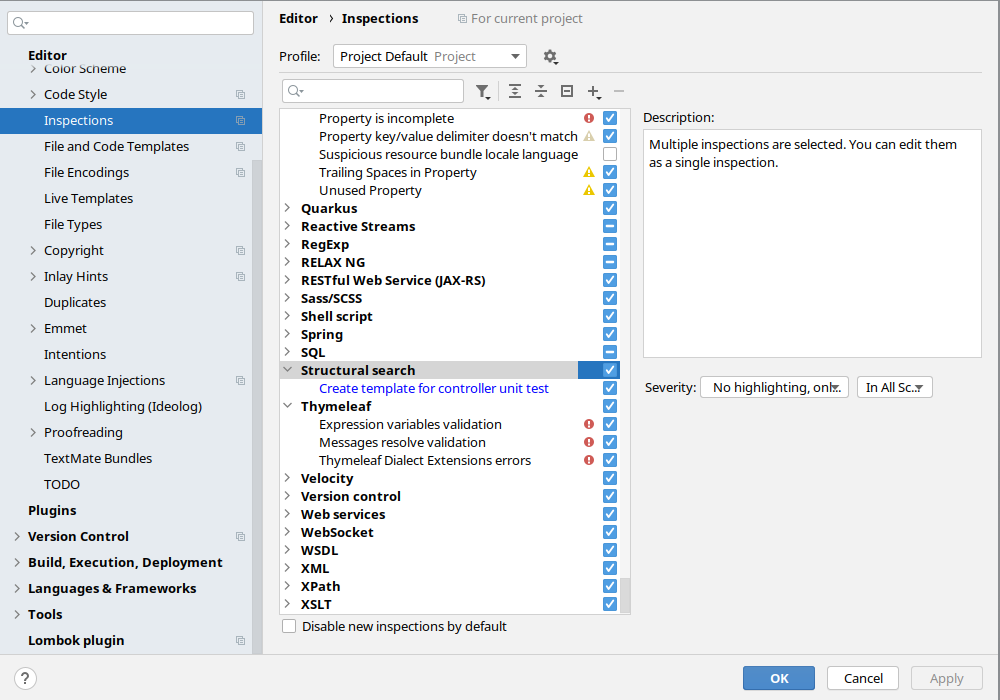 Editor
Color Scheme
Code Style
Inspections
File and Code Templates
File Encodings
Live Templates
File Types
Copyright
Inlay Hints
Duplicates
Emmet
Intentions
Language Injections
Log Highlighting (Ideolog)
Proofreading
TextMate Bundles
TODO
Plugins
Version Control
Build, Execution, Deployment
Languages & Frameworks
Tools
Lombok plugin
Editor › Inspections For current project
Profile: Project Default Project
Property is incomplete
Property key/value delimiter doesn't match
Suspicious resource bundle locale language
Trailing Spaces in Property
Unused Property
Quarkus
Reactive Streams
RegExp
RELAX NG
RESTful Web Service (JAX-RS)
Sass/SCSS
Shell script
Spring
SQL
Structural search
Create template for controller unit test
Thymeleaf
Expression variables validation
Messages resolve validation
Thymeleaf Dialect Extensions errors
Velocity
Version control
Web services
WebSocket
WSDL
XML
XPath
XSLT
Disable new inspections by default
Description:
Multiple inspections are selected. You can edit them
as a single inspection.
Severity: No highlighting, onl.. In All Sc...
? OK Cancel Apply